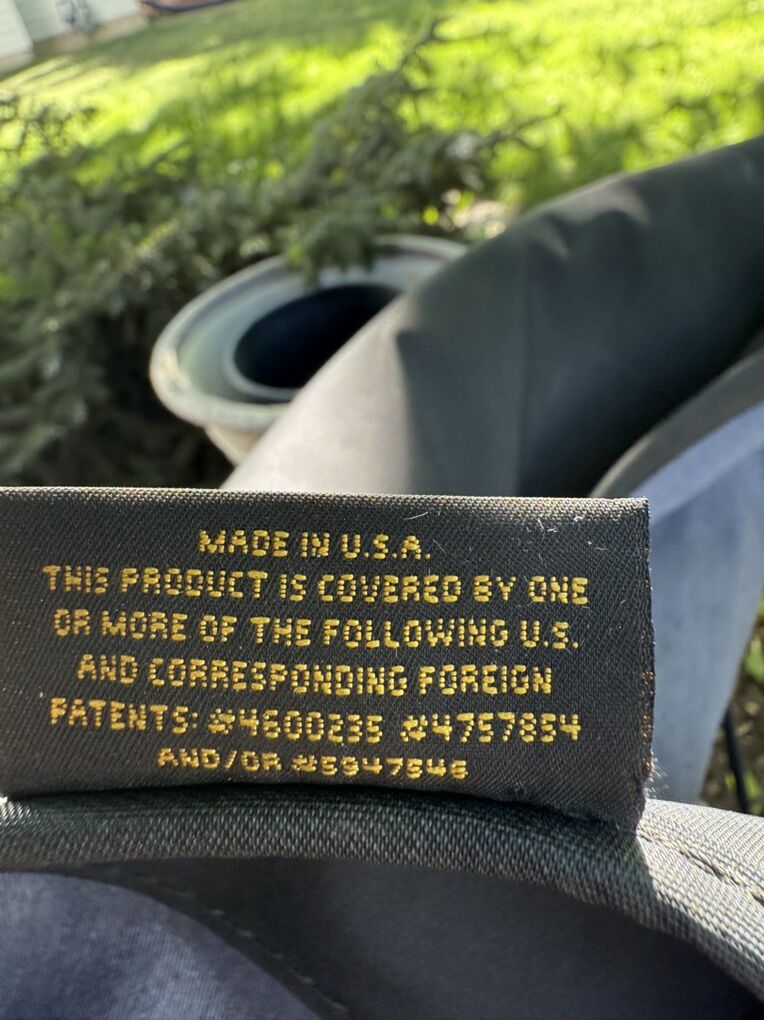 MADE IN U.S.A.
THIS PRODUCT IS COVERED BY ONE
OR MORE OF THE FOLLOWING U.S.
AND CORRESPONDING FOREIGN
PATENTS: #4600235 #4757854
AND/OR #5947546